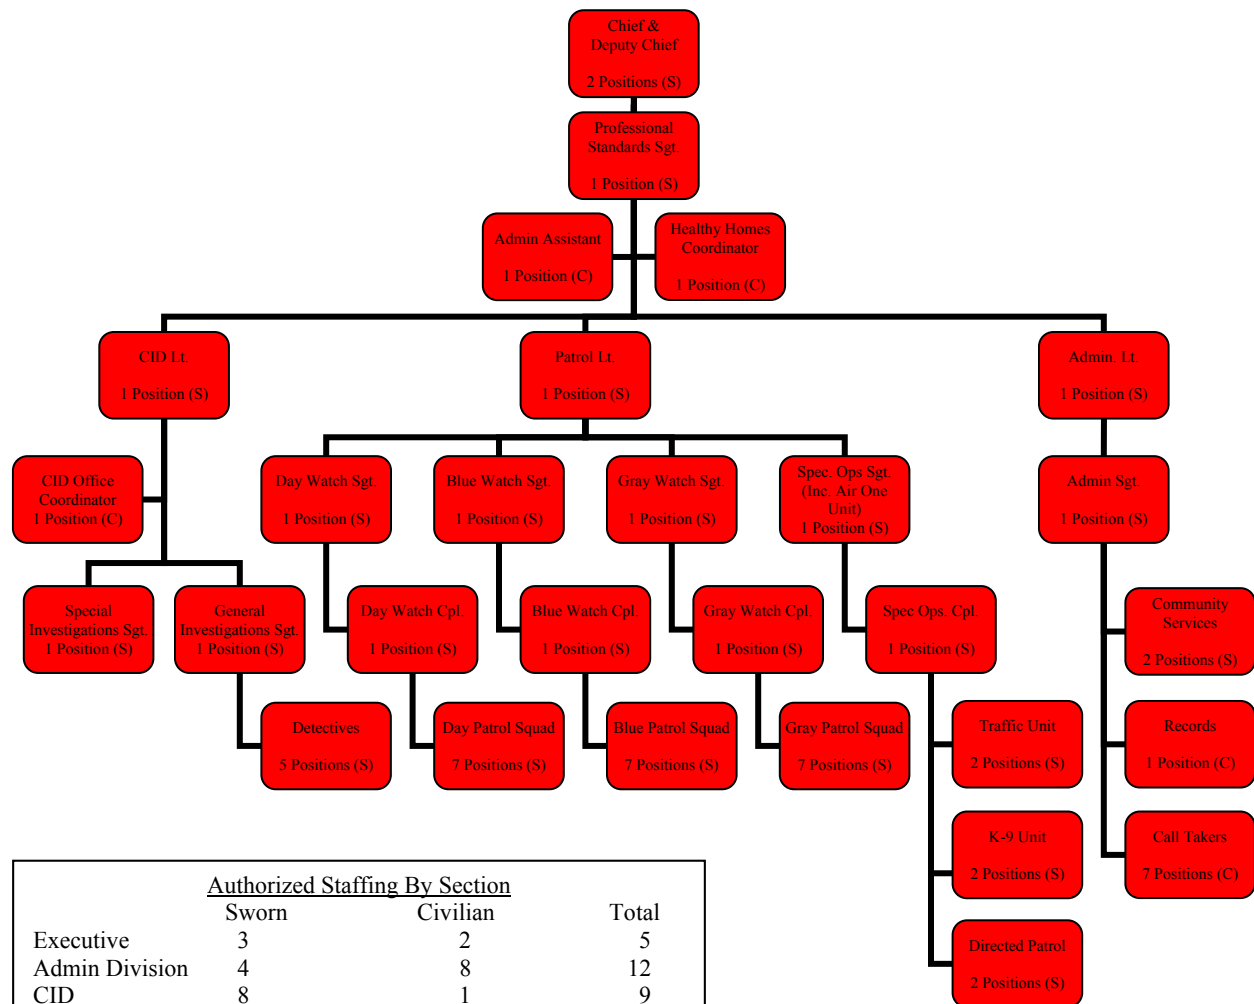 Chief &
Deputy Chief
2 Positions (S)
Professional
Standards Sgt.
1 Position (S)
Admin Assistant
1 Position (C)
Healthy Homes
Coordinator
1 Position (C)
CID Lt.
1 Position (S)
Patrol Lt.
1 Position (S)
Admin. Lt.
1 Position (S)
CID Office
Coordinator
1 Position (C)
Day Watch Sgt.
1 Position (S)
Blue Watch Sgt.
1 Position (S)
Gray Watch Sgt.
1 Position (S)
Spec. Ops Sgt.
(Inc. Air One
Unit)
1 Position (S)
Admin Sgt.
1 Position (S)
Special
Investigations Sgt.
1 Position (S)
General
Investigations Sgt.
1 Position (S)
Day Watch Cpl.
1 Position (S)
Blue Watch Cpl.
1 Position (S)
Gray Watch Cpl.
1 Position (S)
Spec Ops. Cpl.
1 Position (S)
Community
Services
2 Positions (S)
Detectives
5 Positions (S)
Day Patrol Squad
7 Positions (S)
Blue Patrol Squad
7 Positions (S)
Gray Patrol Squad
7 Positions (S)
Traffic Unit
2 Positions (S)
Records
1 Position (C)
K-9 Unit
2 Positions (S)
Call Takers
7 Positions (C)
Directed Patrol
2 Positions (S)
Authorized Staffing By Section
Sworn Civilian Total
Executive 3 2 5
Admin Division 4 8 12
CID 8 1 9